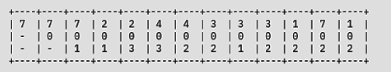 +---+---+---+---+---+---+---+---+---+---+---+---+---+
| 7 | 7 | 7 | 2 | 2 | 4 | 4 | 3 | 3 | 3 | 1 | 7 | 1 |
| - | 0 | 0 | 0 | 0 | 0 | 0 | 0 | 0 | 0 | 0 | 0 | 0 |
| - | - | 1 | 1 | 3 | 3 | 2 | 2 | 1 | 2 | 2 | 2 | 2 |
+---+---+---+---+---+---+---+---+---+---+---+---+---+